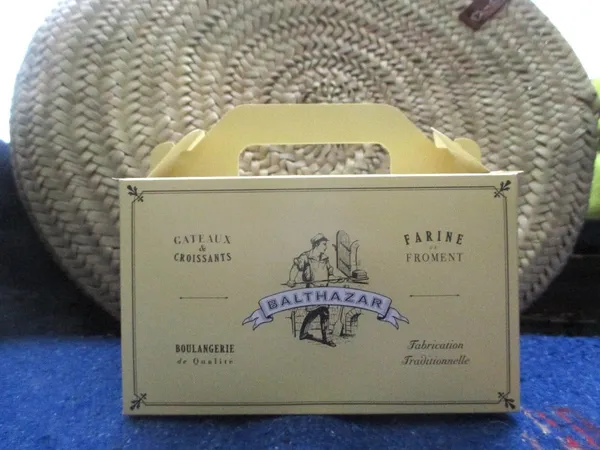 GATEAUX
&
CROISSANTS
FARINE
de
FROMENT
BALTHAZAR
BOULANGERIE
de Qualité
Fabrication
Traditionnelle